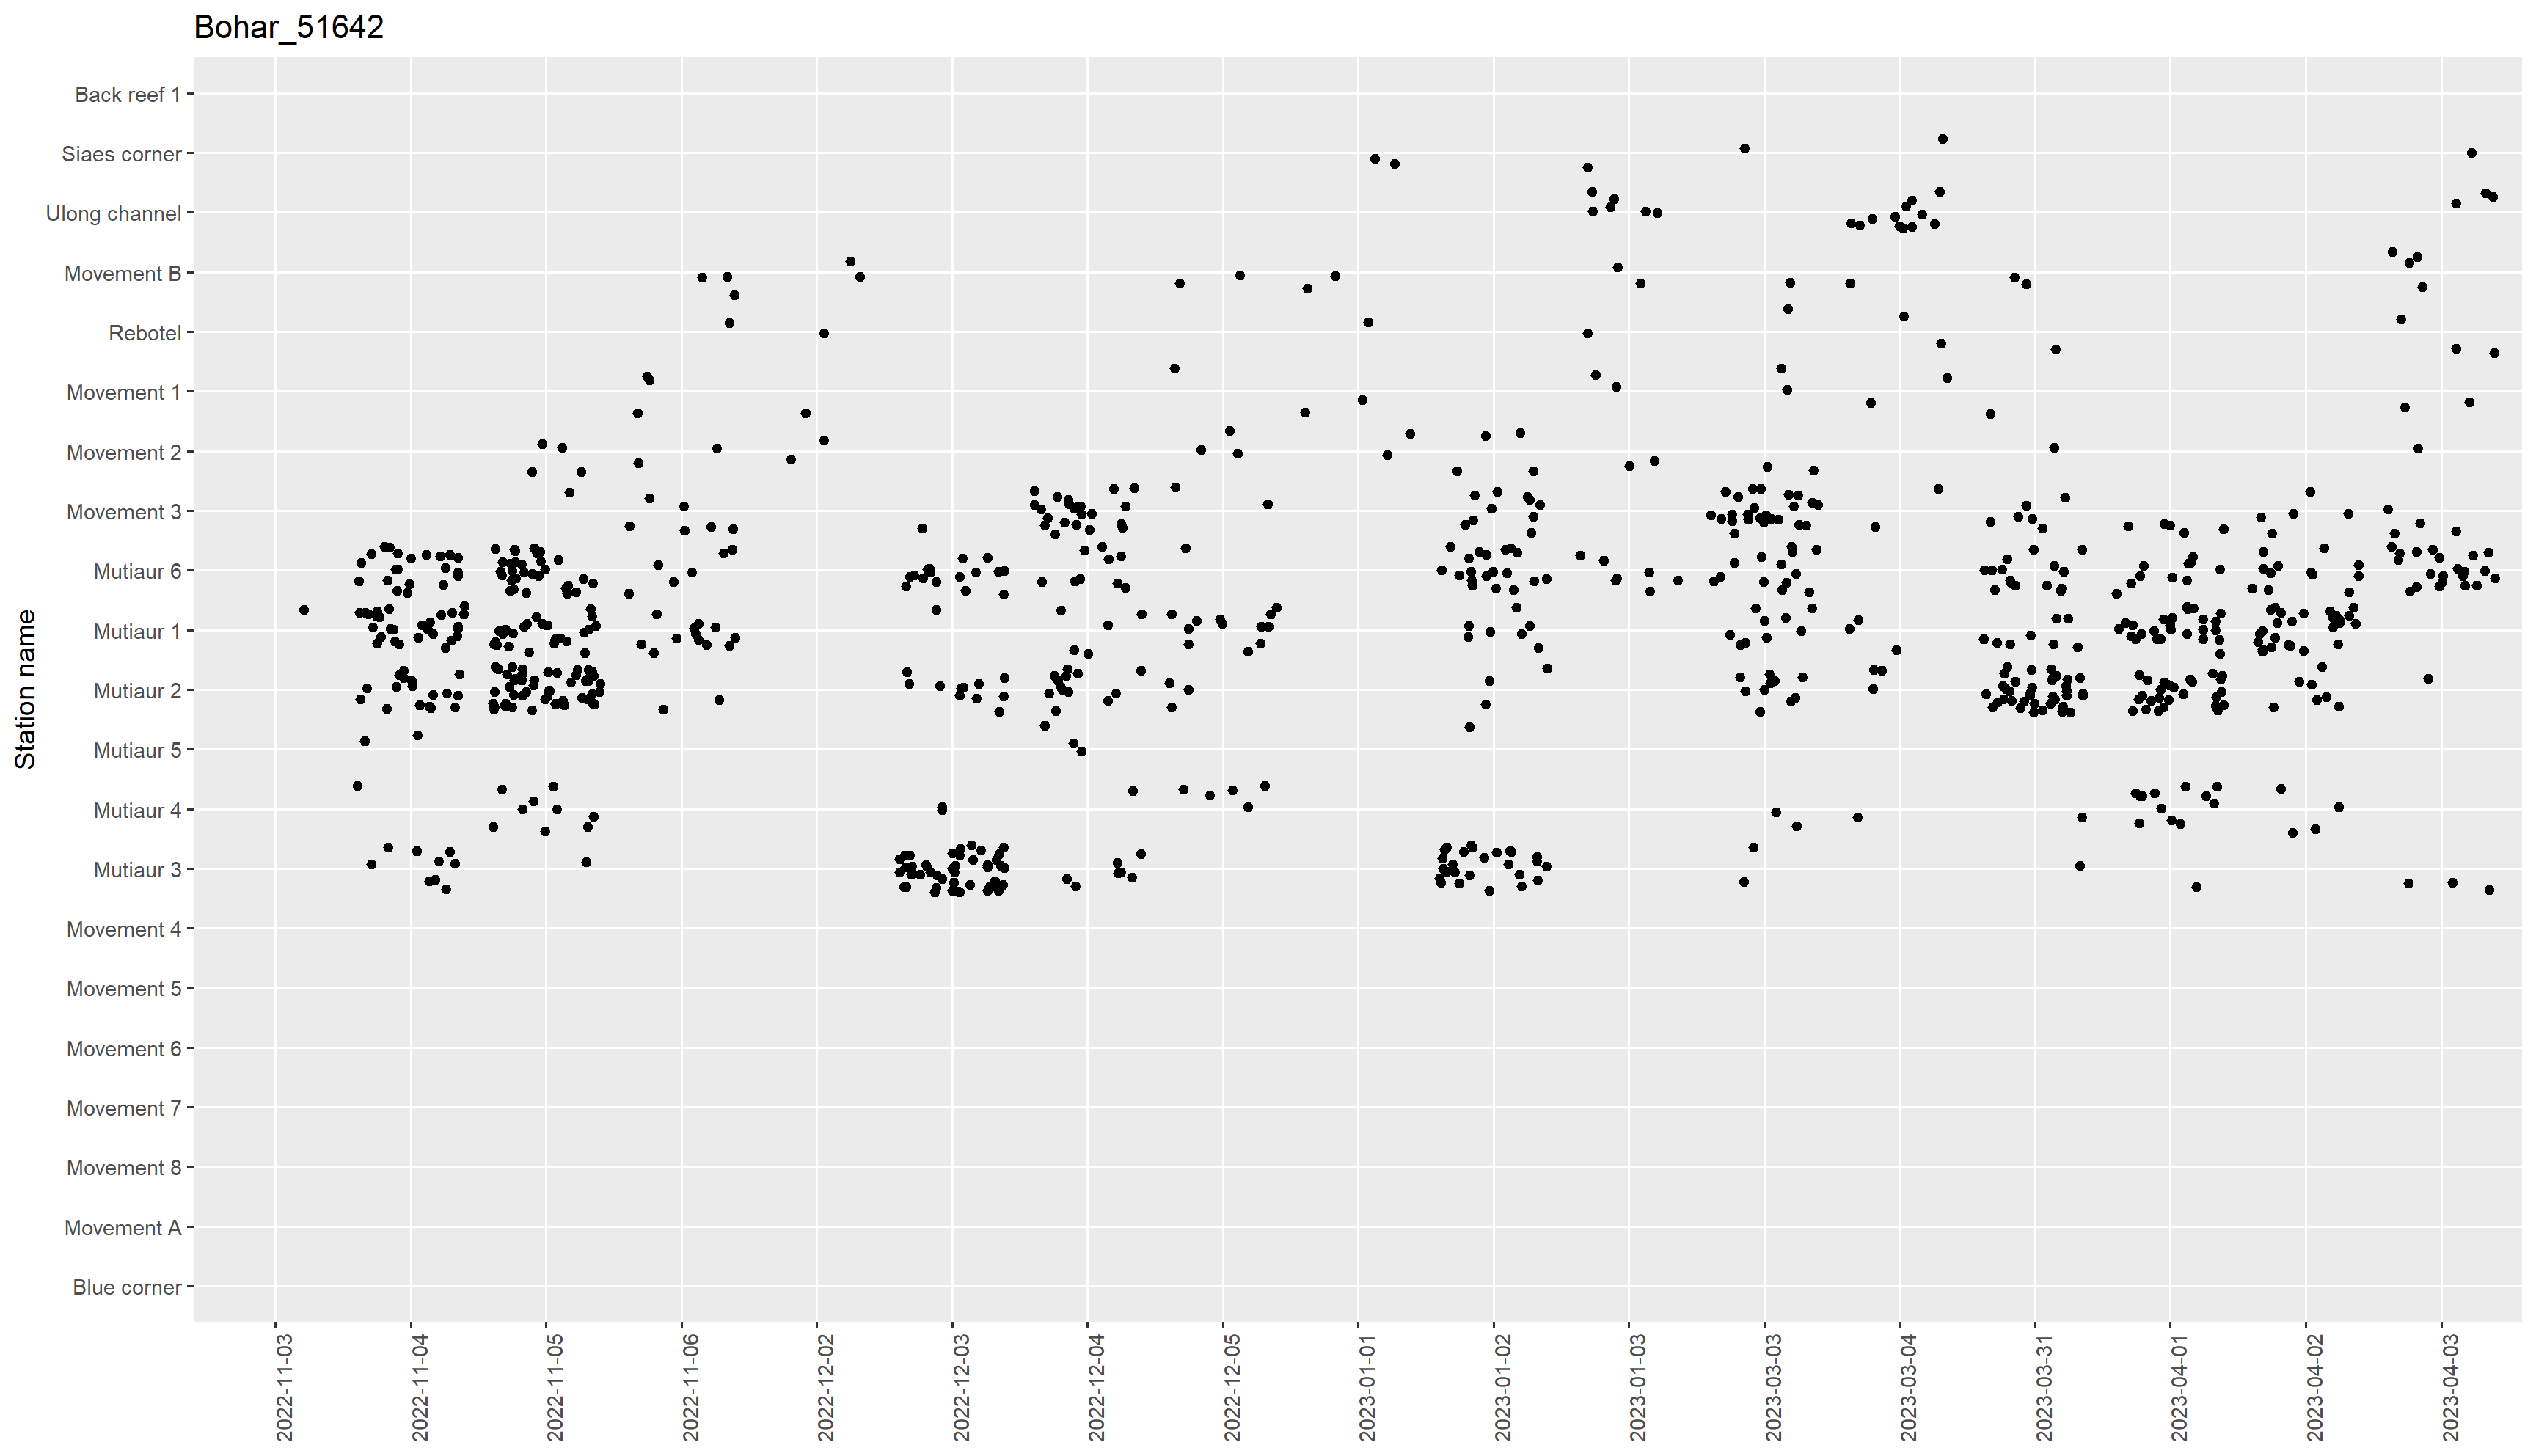 Bohar_51642
Station name
Back reef 1
Siaes corner
Ulong channel
Movement B
Rebotel
Movement 1
Movement 2
Movement 3
Mutiaur 6
Mutiaur 1
Mutiaur 2
Mutiaur 5
Mutiaur 4
Mutiaur 3
Movement 4
Movement 5
Movement 6
Movement 7
Movement 8
Movement A
Blue corner
2022-11-03
2022-11-04
2022-11-05
2022-11-06
2022-12-02
2022-12-03
2022-12-04
2022-12-05
2023-01-01
2023-01-02
2023-01-03
2023-03-03
2023-03-04
2023-03-31
2023-04-01
2023-04-02
2023-04-03